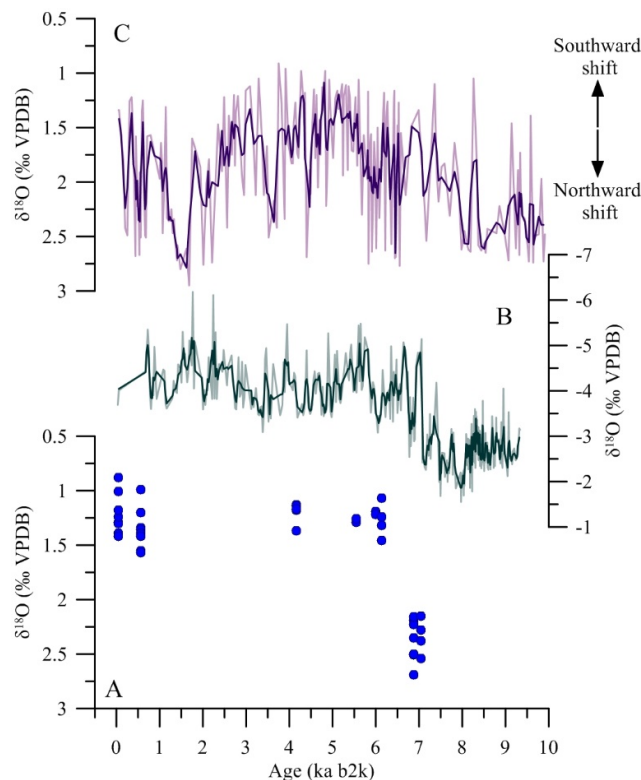 C
0.5
1
1.5
2
2.5
3
δ¹⁸O (‰ VPDB)
Southward
shift
Northward
shift
B
-7
-6
-5
-4
-3
-2
-1
δ¹⁸O (‰ VPDB)
A
0.5
1
1.5
2
2.5
3
δ¹⁸O (‰ VPDB)
0 1 2 3 4 5 6 7 8 9 10
Age (ka b2k)